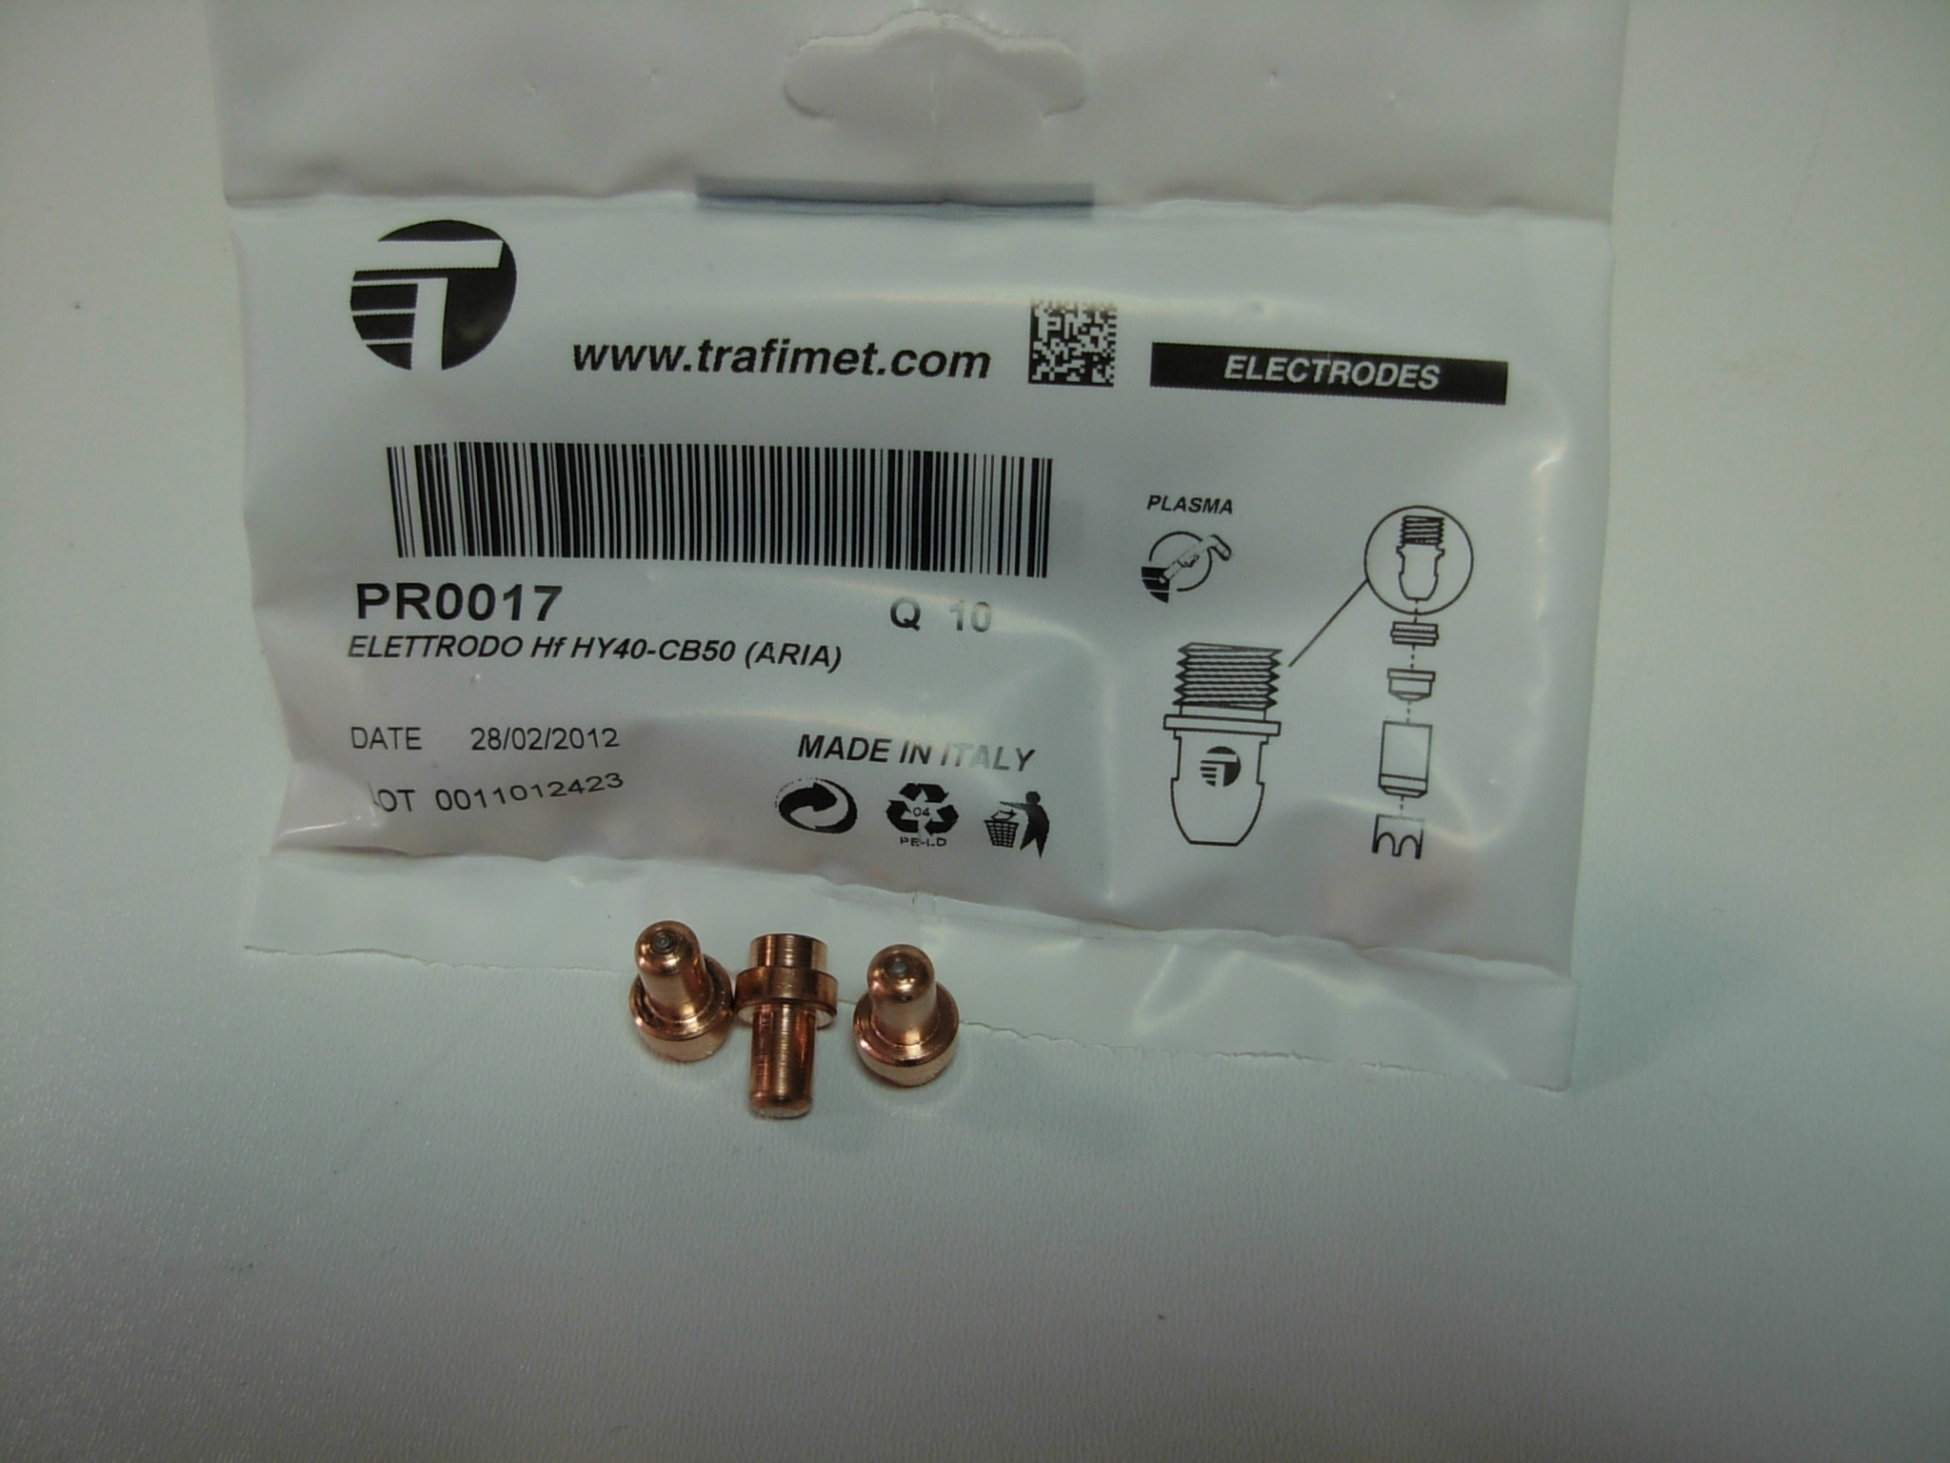 www.trafimet.com
ELECTRODES
PLASMA
PR0017 Q 10
ELETTRODO Hf HY40-CB50 (ARIA)
DATE 28/02/2012
LOT 0011012423
MADE IN ITALY
04
PE-LD